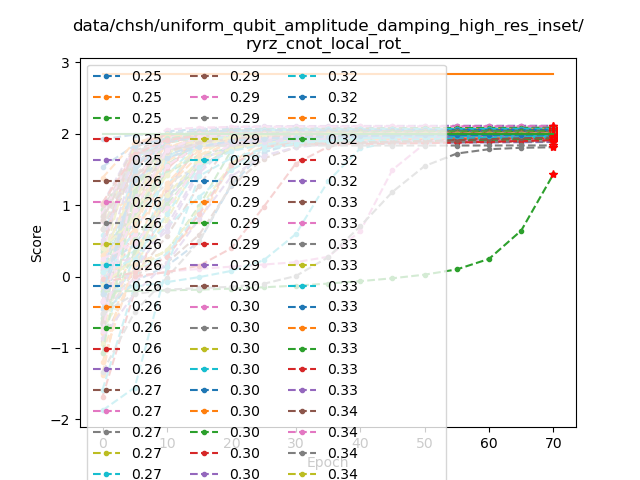 data/chsh/uniform_qubit_amplitude_damping_high_res_inset/
ryrz_cnot_local_rot_
3
2
1
0
−1
−2
Score
0.25 0.29 0.32
0.25 0.29 0.32
0.25 0.29 0.32
0.25 0.29 0.32
0.25 0.29 0.32
0.26 0.29 0.32
0.26 0.29 0.33
0.26 0.29 0.33
0.26 0.29 0.33
0.26 0.29 0.33
0.26 0.30 0.33
0.26 0.30 0.33
0.26 0.30 0.33
0.26 0.30 0.33
0.26 0.30 0.33
0.27 0.30 0.34
0.27 0.30 0.34
0.27 0.30 0.34
0.27 0.30 0.34
0.27 0.30 0.34
0 10 20 30 40 50 60 70
Epoch